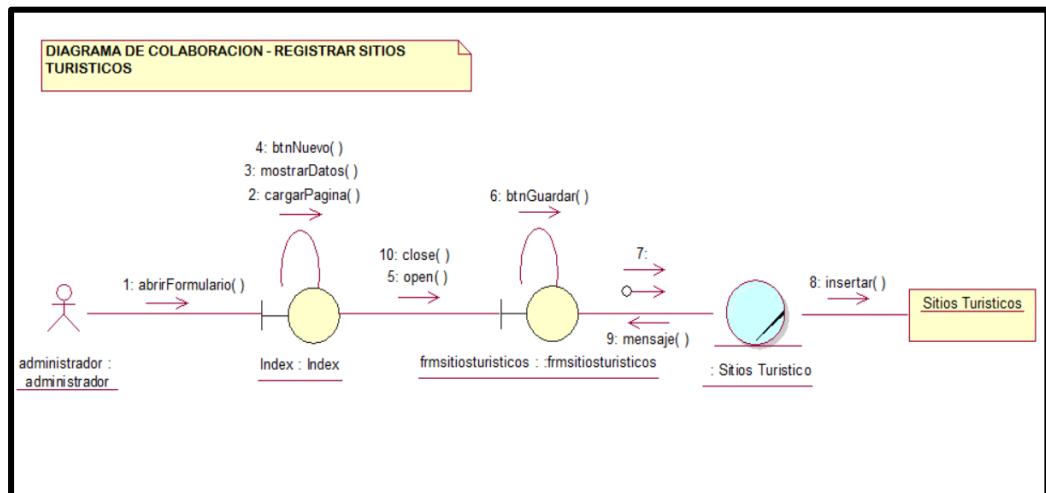 DIAGRAMA DE COLABORACION - REGISTRAR SITIOS
TURISTICOS
4: btnNuevo( )
3: mostrarDatos( )
2: cargarPagina( )
6: btnGuardar( )
10: close( )
5: open( )
7:
1: abrirFormulario( )
8: insertar( )
Sitios Turisticos
9: mensaje( )
administrador :
administrador
Index : Index
frmsitiosturisticos : :frmsitiosturisticos
: Sitios Turistico